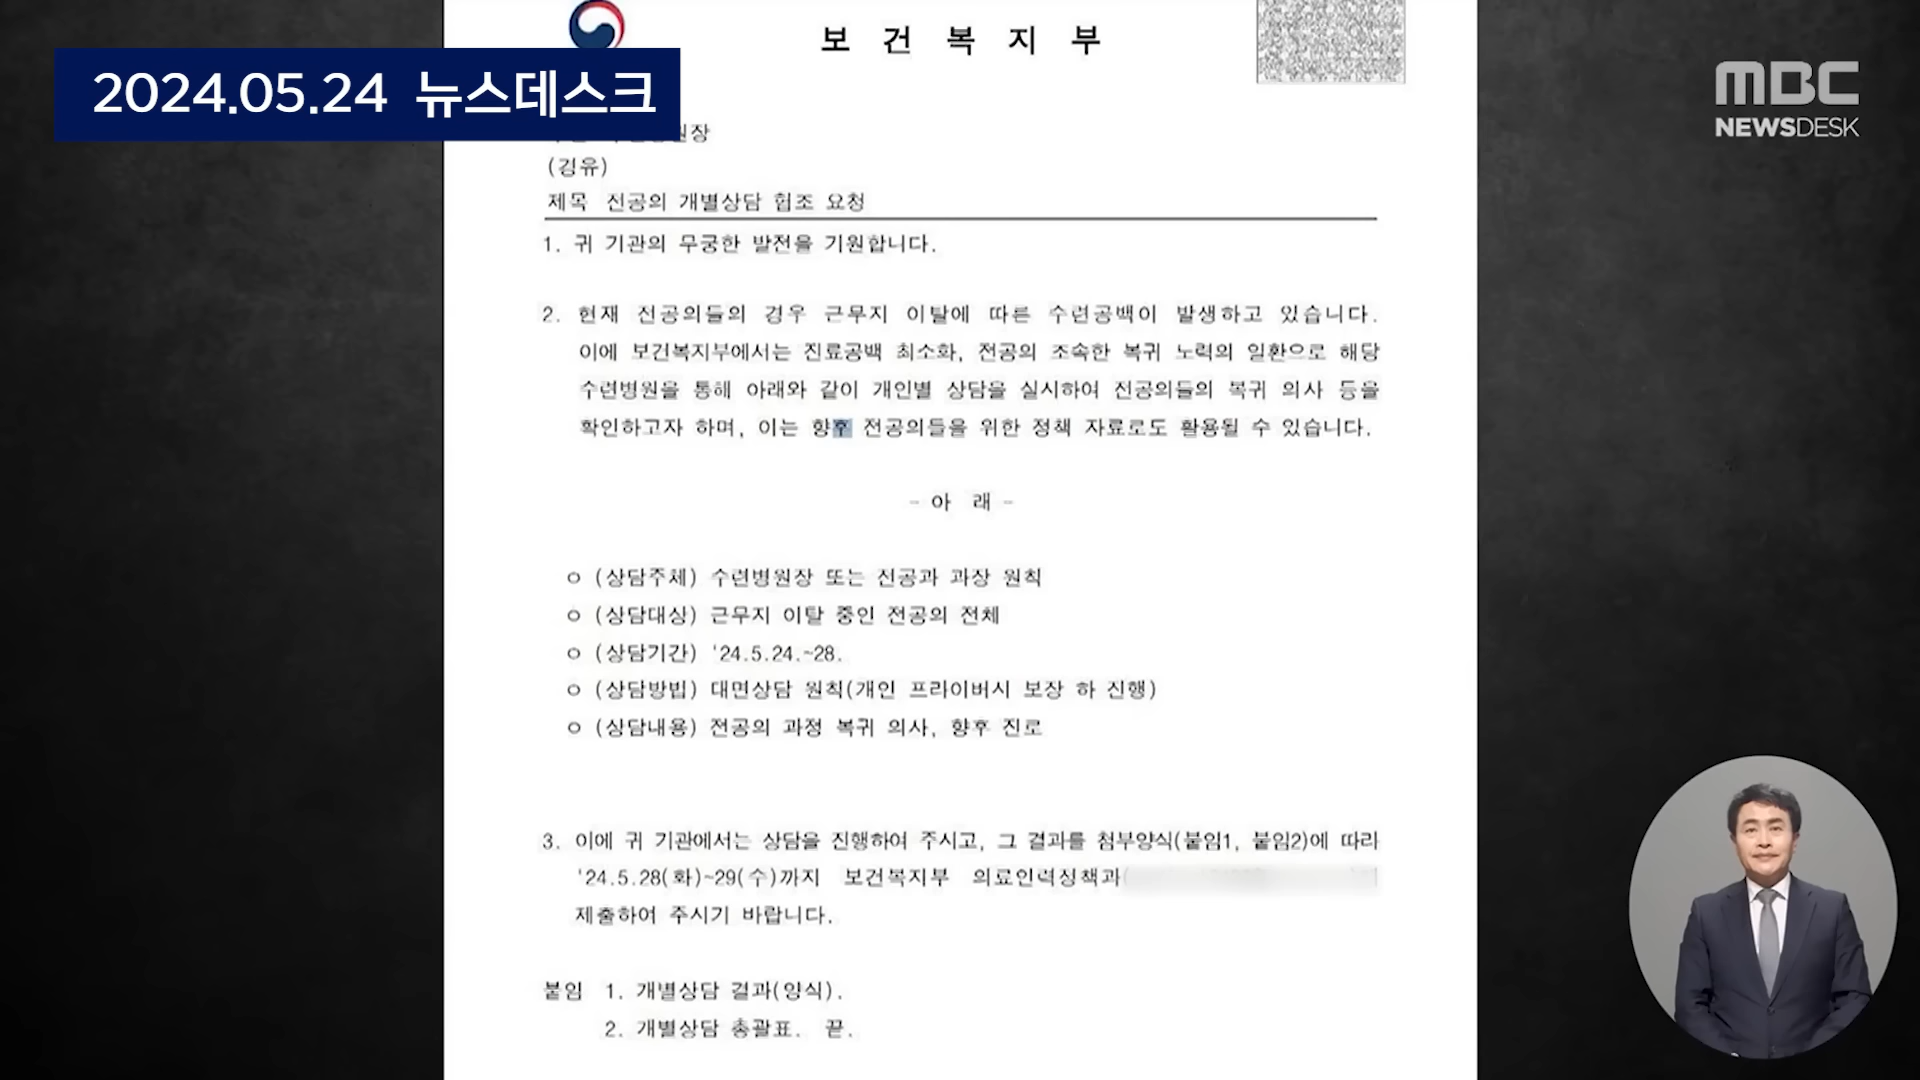 보 건 복 지 부
2024.05.24 뉴스데스크
MBC
NEWSDESK
원장
(경유)
제목 전공의 개별상담 협조 요청
1. 귀 기관의 무궁한 발전을 기원합니다.
2. 현재 전공의들의 경우 근무지 이탈에 따른 수련공백이 발생하고 있습니다.
이에 보건복지부에서는 진료공백 최소화, 전공의 조속한 복귀 노력의 일환으로 해당
수련병원을 통해 아래와 같이 개인별 상담을 실시하여 전공의들의 복귀 의사 등을
확인하고자 하며, 이는 향후 전공의들을 위한 정책 자료로도 활용될 수 있습니다.
- 아 래 -
ㅇ (상담주체) 수련병원장 또는 전공과 과장 원칙
ㅇ (상담대상) 근무지 이탈 중인 전공의 전체
ㅇ (상담기간) '24.5.24.~28.
ㅇ (상담방법) 대면상담 원칙(개인 프라이버시 보장 하 진행)
ㅇ (상담내용) 전공의 과정 복귀 의사, 향후 진로
3. 이에 귀 기관에서는 상담을 진행하여 주시고, 그 결과를 첨부양식(붙임1, 붙임2)에 따라
'24.5.28(화)~29(수)까지 보건복지부 의료인력정책과(
제출하여 주시기 바랍니다.
붙임 1. 개별상담 결과(양식).
2. 개별상담 총괄표. 끝.